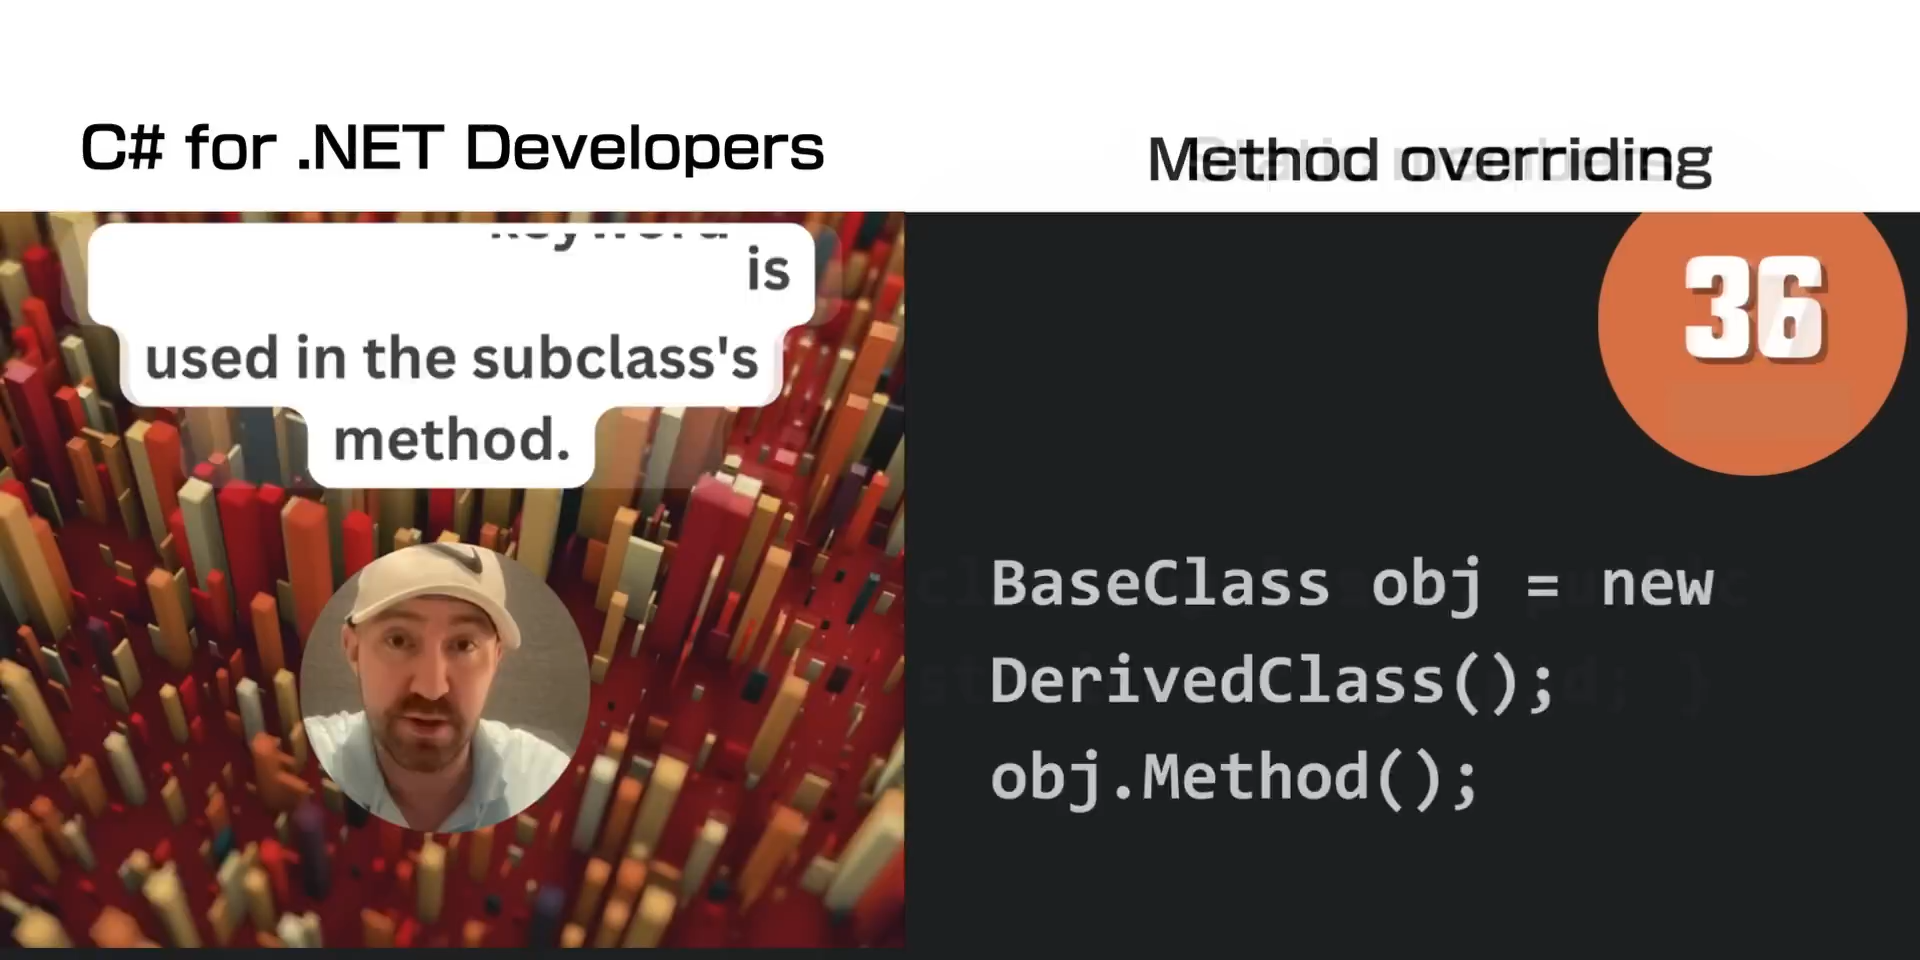 C# for .NET Developers
Method overriding
is
used in the subclass's
method.
36
BaseClass obj = new
DerivedClass();
obj.Method();